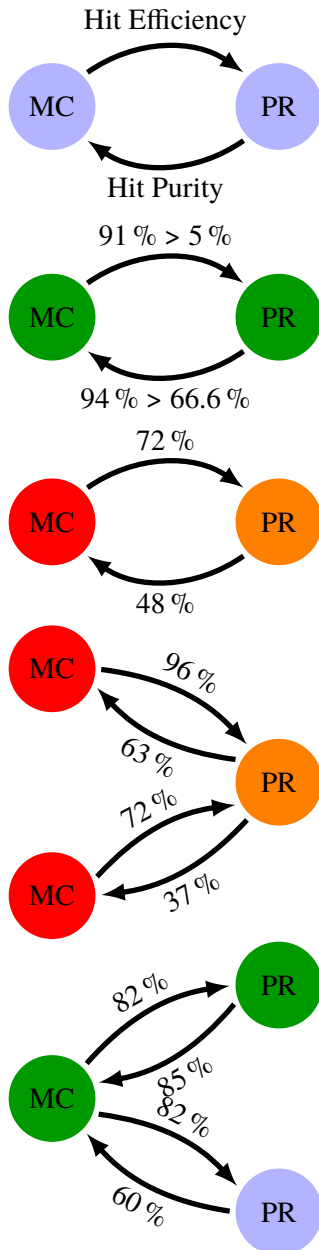 Hit Efficiency
MC PR
Hit Purity
91 % > 5 %
MC PR
94 % > 66.6 %
72 %
MC PR
48 %
MC
96 %
63 %
PR
72 %
37 %
MC
PR
82 %
85 %
MC
82 %
60 %
PR